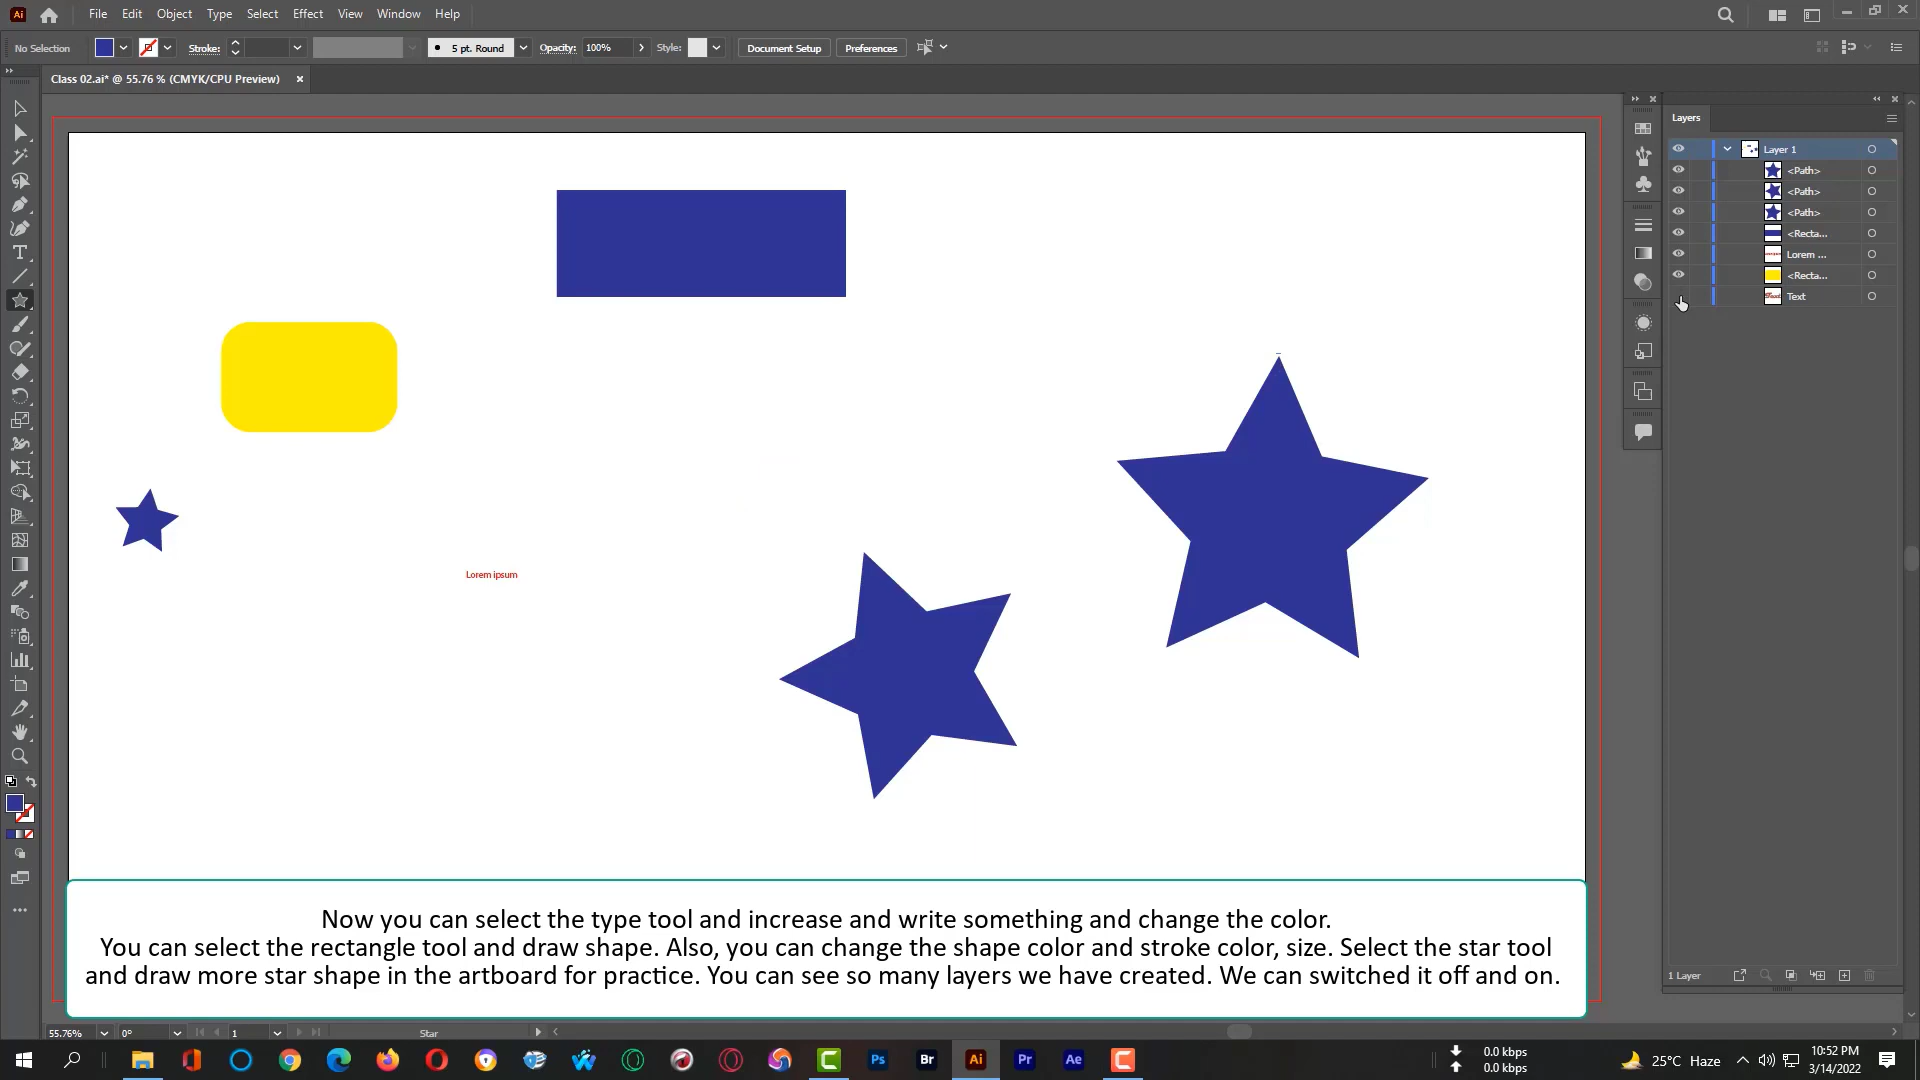 Ai File Edit Object Type Select Effect View Window Help
No Selection Stroke: 5 pt. Round Opacity: 100% Style: Document Setup Preferences
Class 02.ai* @ 55.76 % (CMYK/CPU Preview)
Layers
Layer 1
<Path>
<Path>
<Path>
<Recta...
Lorem ...
<Recta...
Text
Lorem ipsum
Now you can select the type tool and increase and write something and change the color.
You can select the rectangle tool and draw shape. Also, you can change the shape color and stroke color, size. Select the star tool
and draw more star shape in the artboard for practice. You can see so many layers we have created. We can switched it off and on.
1 Layer
55.76% 0° 1 Star
Ps Br Ai Pr Ae
0.0 kbps
0.0 kbps
25°C Haze
10:52 PM
3/14/2022